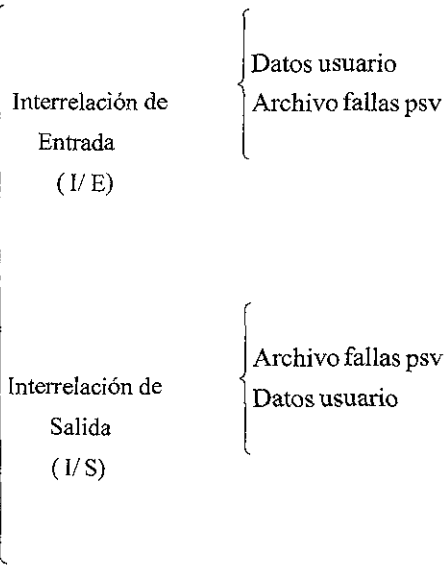 Interrelación de
Entrada
( I/ E)
Datos usuario
Archivo fallas psv
Interrelación de
Salida
( I/ S)
Archivo fallas psv
Datos usuario